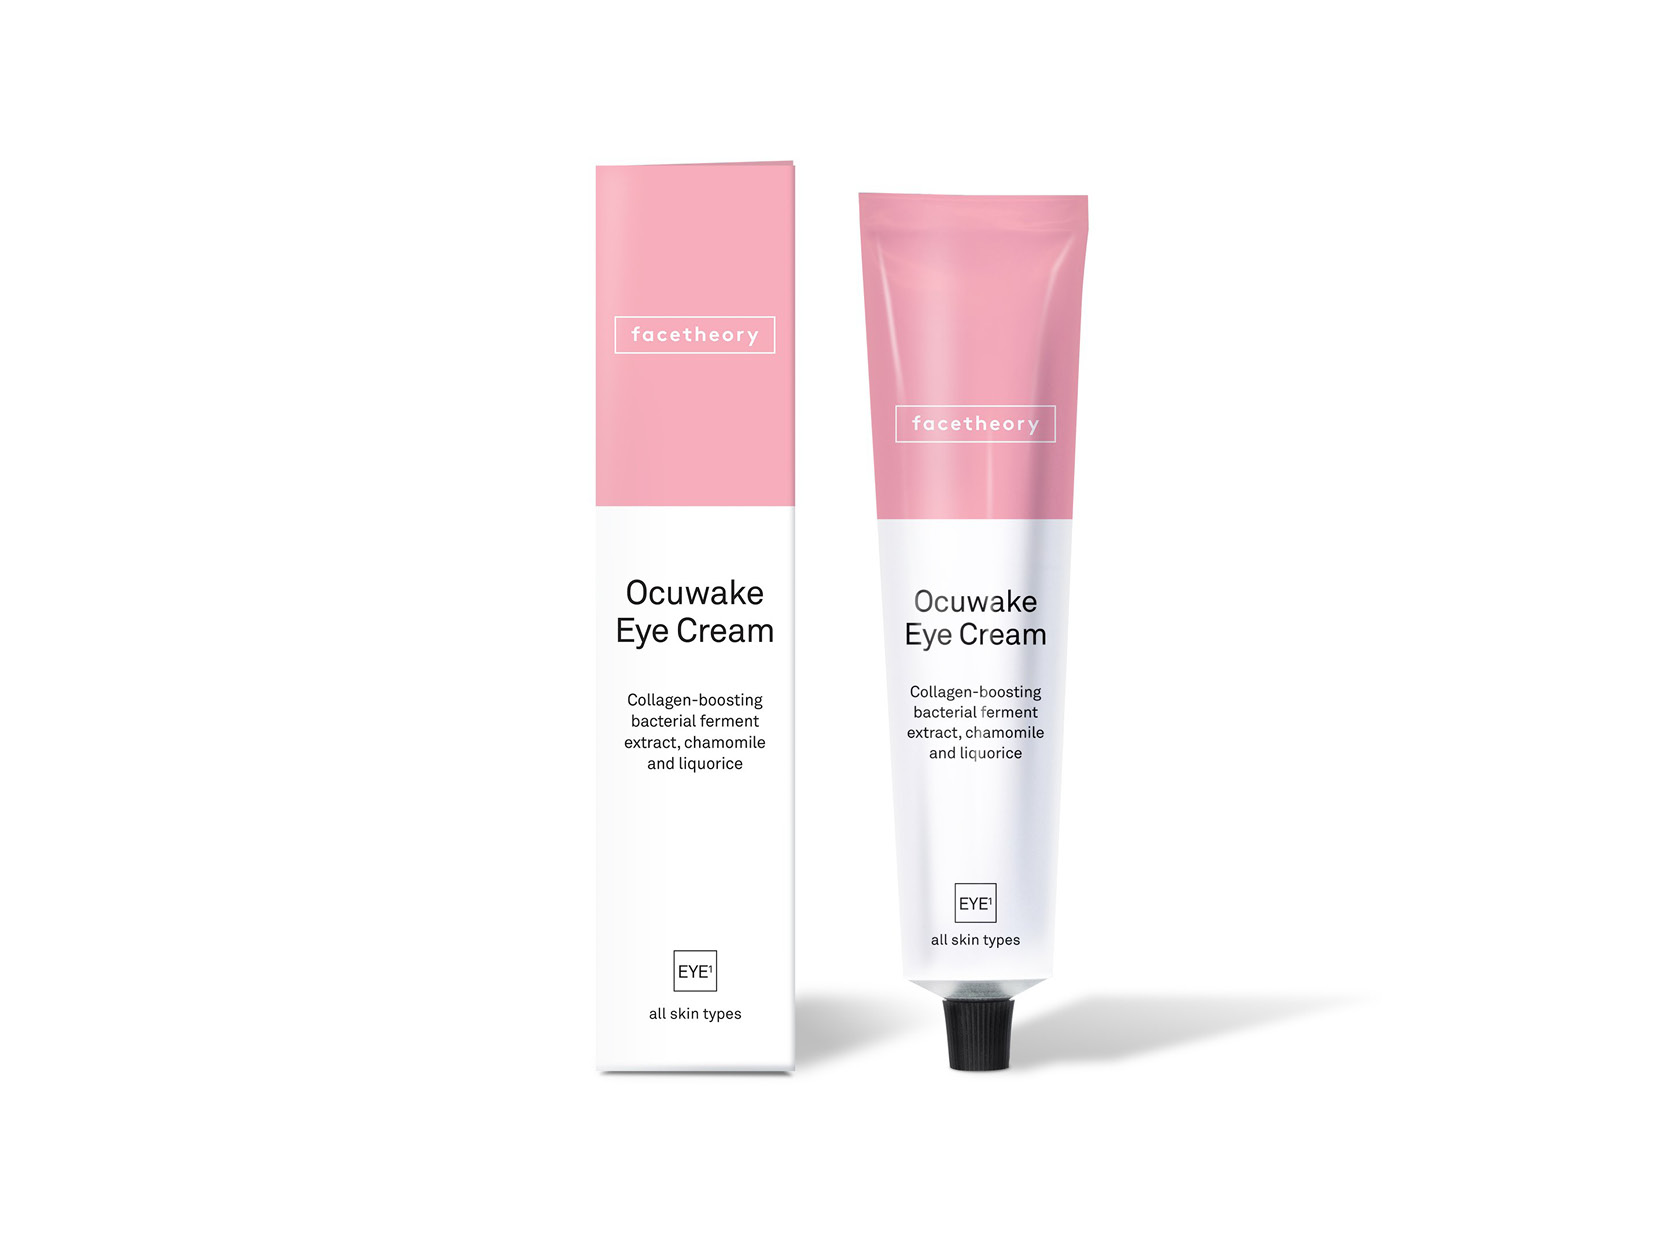 facetheory
Ocuwake
Eye Cream
Collagen-boosting
bacterial ferment
extract, chamomile
and liquorice
EYE¹
all skin types
facetheory
Ocuwake
Eye Cream
Collagen-boosting
bacterial ferment
extract, chamomile
and liquorice
EYE¹
all skin types